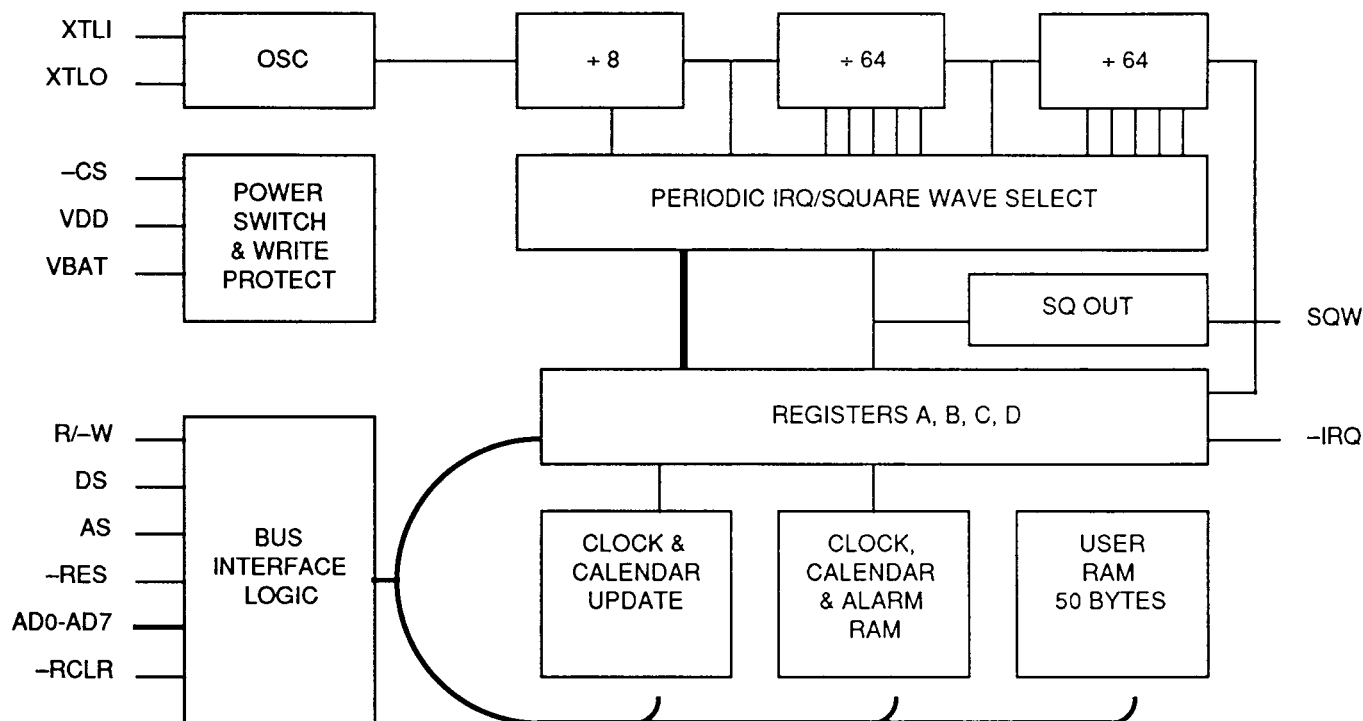 XTLI
XTLO
OSC
+ 8
÷ 64
+ 64
–CS
VDD
VBAT
POWER
SWITCH
& WRITE
PROTECT
PERIODIC IRQ/SQUARE WAVE SELECT
SQ OUT
SQW
REGISTERS A, B, C, D
–IRQ
R/–W
DS
AS
–RES
AD0-AD7
–RCLR
BUS
INTERFACE
LOGIC
CLOCK &
CALENDAR
UPDATE
CLOCK,
CALENDAR
& ALARM
RAM
USER
RAM
50 BYTES